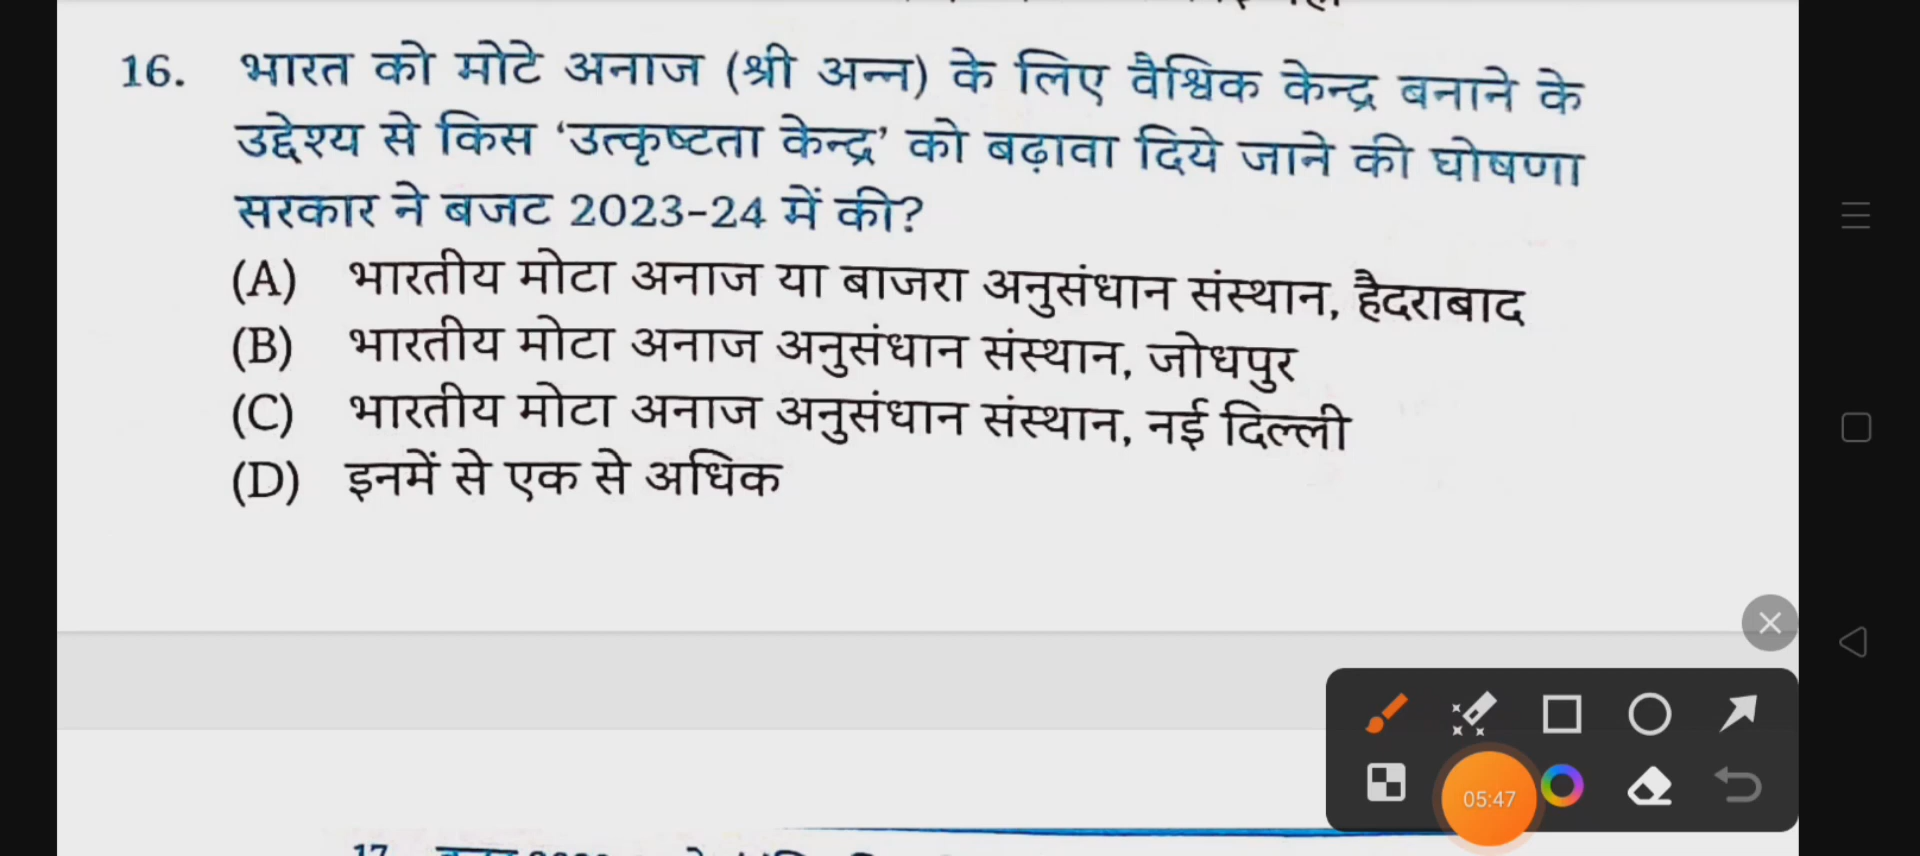 16. भारत को मोटे अनाज (श्री अन्न) के लिए वैश्विक केन्द्र बनाने के
उद्देश्य से किस ‘उत्कृष्टता केन्द्र’ को बढ़ावा दिये जाने की घोषणा
सरकार ने बजट 2023-24 में की?
(A) भारतीय मोटा अनाज या बाजरा अनुसंधान संस्थान, हैदराबाद
(B) भारतीय मोटा अनाज अनुसंधान संस्थान, जोधपुर
(C) भारतीय मोटा अनाज अनुसंधान संस्थान, नई दिल्ली
(D) इनमें से एक से अधिक
05:47
17